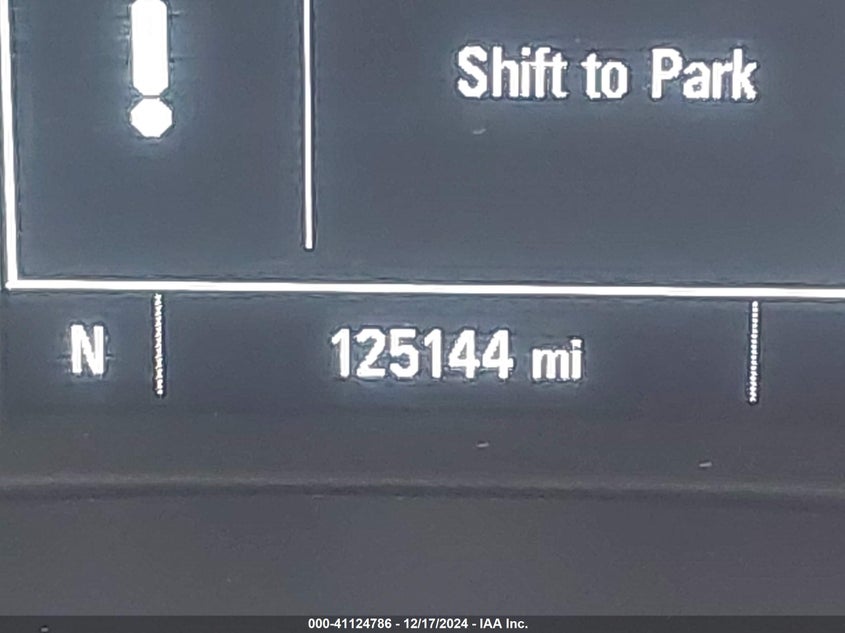 !
Shift to Park
N
125144 mi
000-41124786 - 12/17/2024 - IAA Inc.